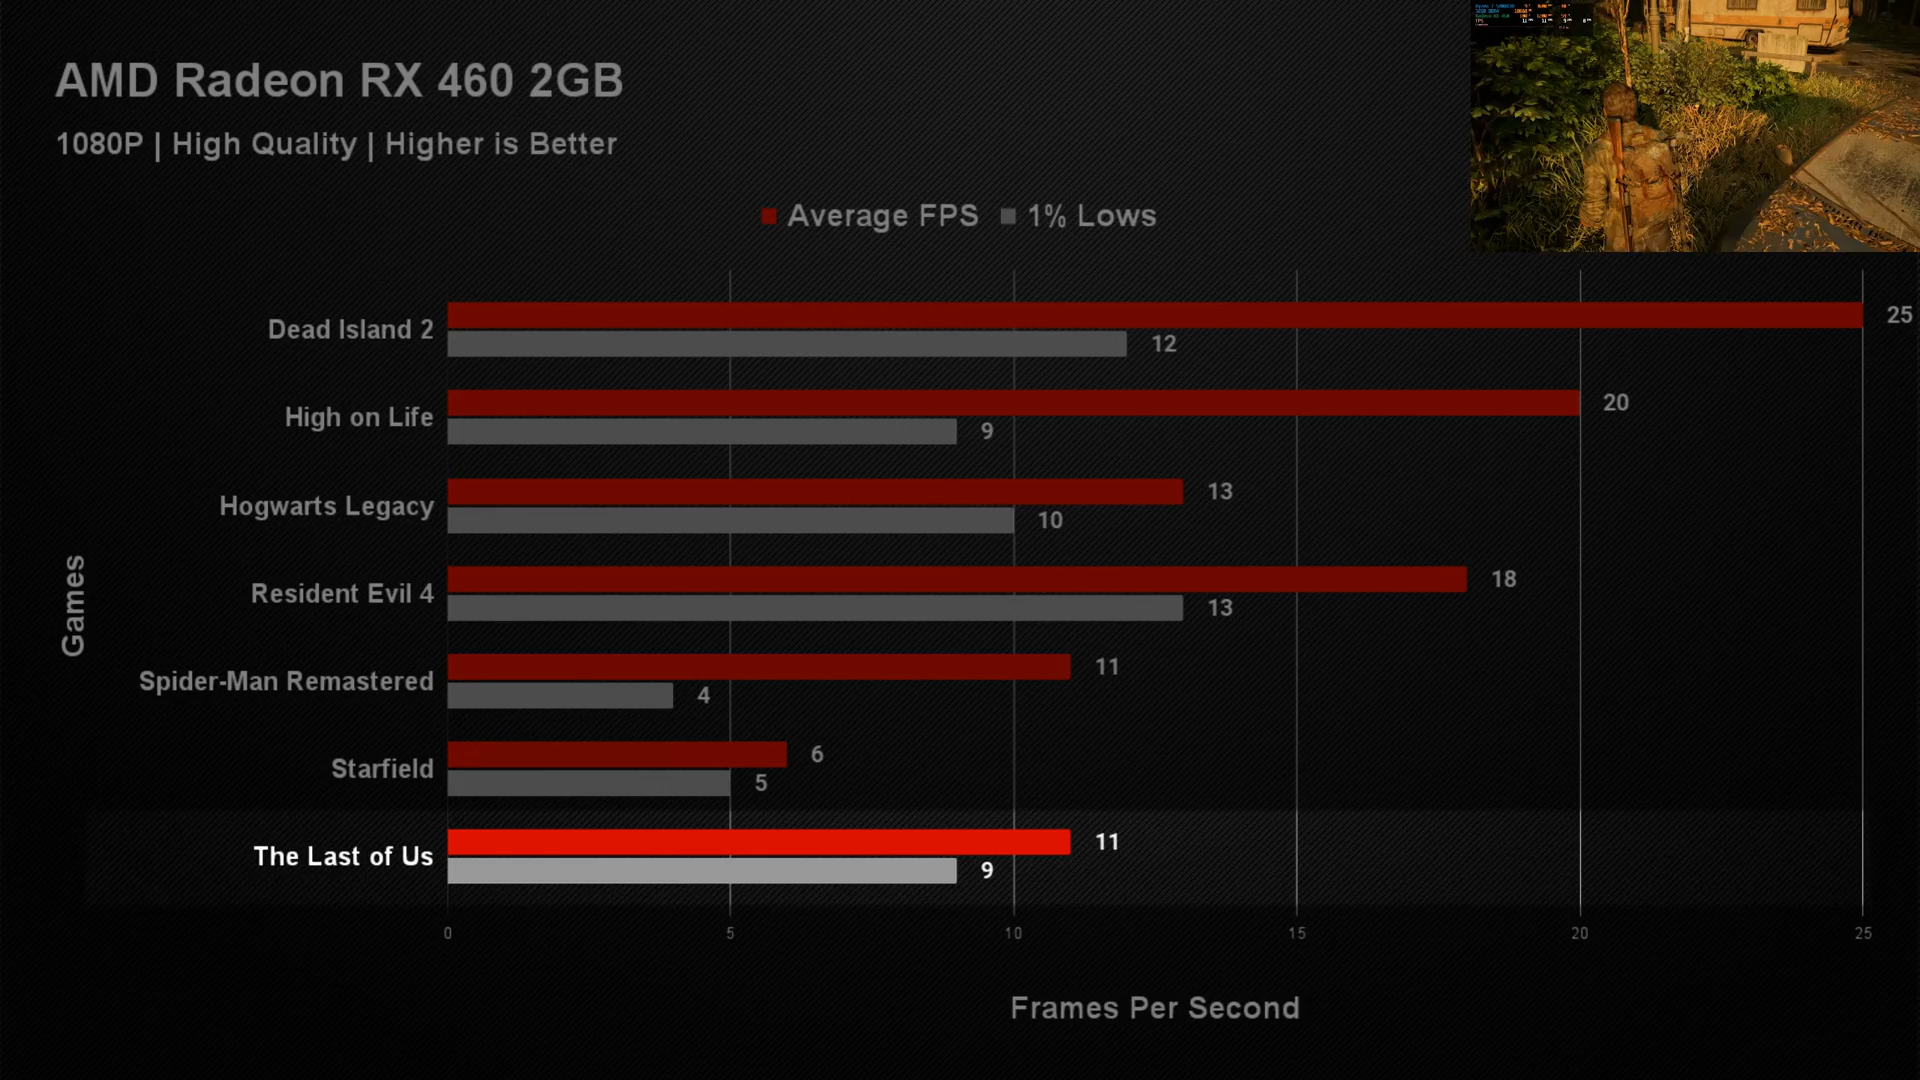 AMD Radeon RX 460 2GB
1080P | High Quality | Higher is Better
Average FPS 1% Lows
Dead Island 2 25
12
High on Life 20
9
Hogwarts Legacy 13
10
Resident Evil 4 18
13
Spider-Man Remastered 11
4
Starfield 6
5
The Last of Us 11
9
Games
0 5 10 15 20 25
Frames Per Second